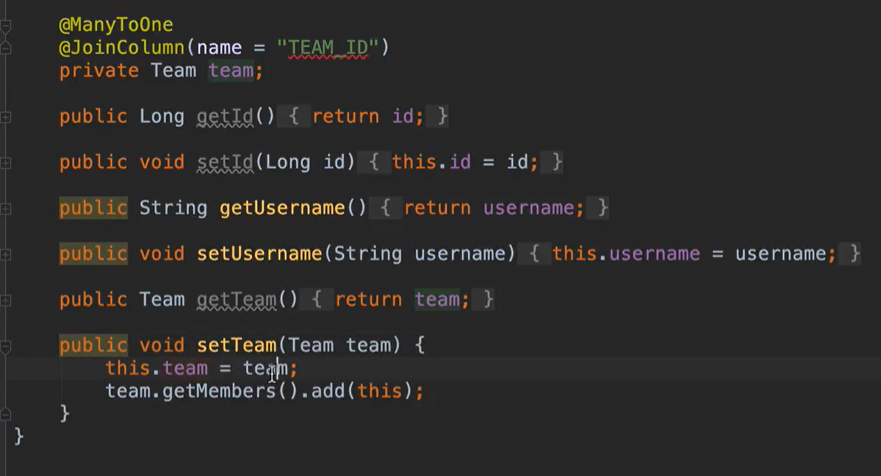 @ManyToOne
@JoinColumn(name = "TEAM_ID")
private Team team;
public Long getId() { return id; }
public void setId(Long id) { this.id = id; }
public String getUsername() { return username; }
public void setUsername(String username) { this.username = username; }
public Team getTeam() { return team; }
public void setTeam(Team team) {
this.team = team;
team.getMembers().add(this);
}
}